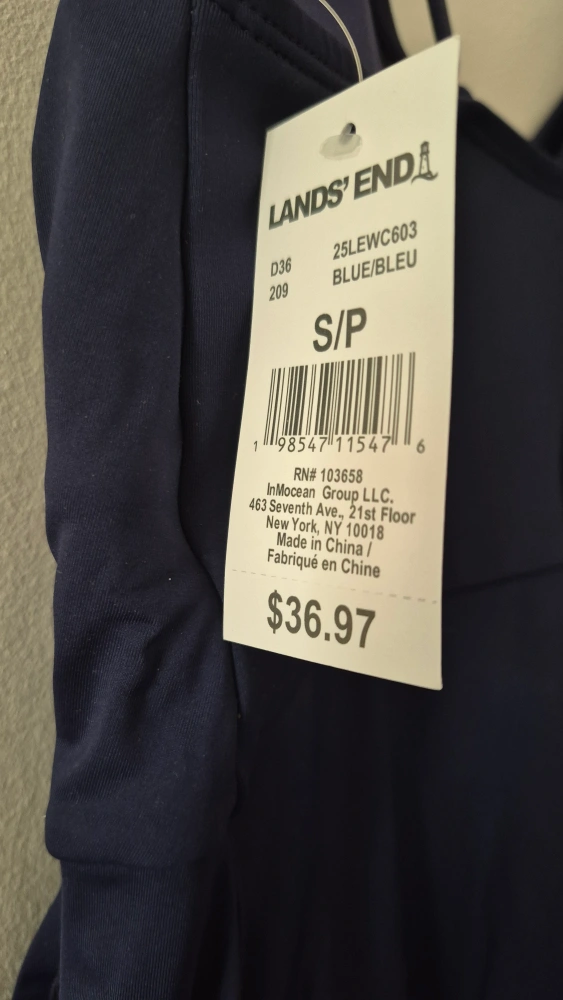 LANDS' END
D36 25LEWC603
209 BLUE/BLEU
S/P
1 98547 11547 6
RN# 103658
InMocean Group LLC.
463 Seventh Ave., 21st Floor
New York, NY 10018
Made in China /
Fabriqué en Chine
$36.97